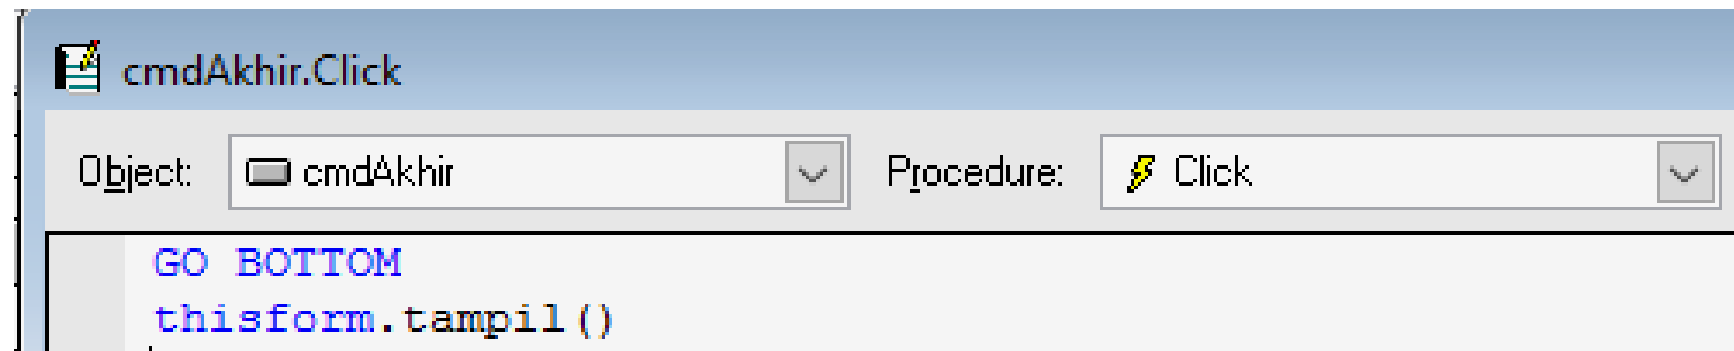 cmdAkhir.Click
Object: cmdAkhir Procedure: Click
GO BOTTOM
thisform.tampil()